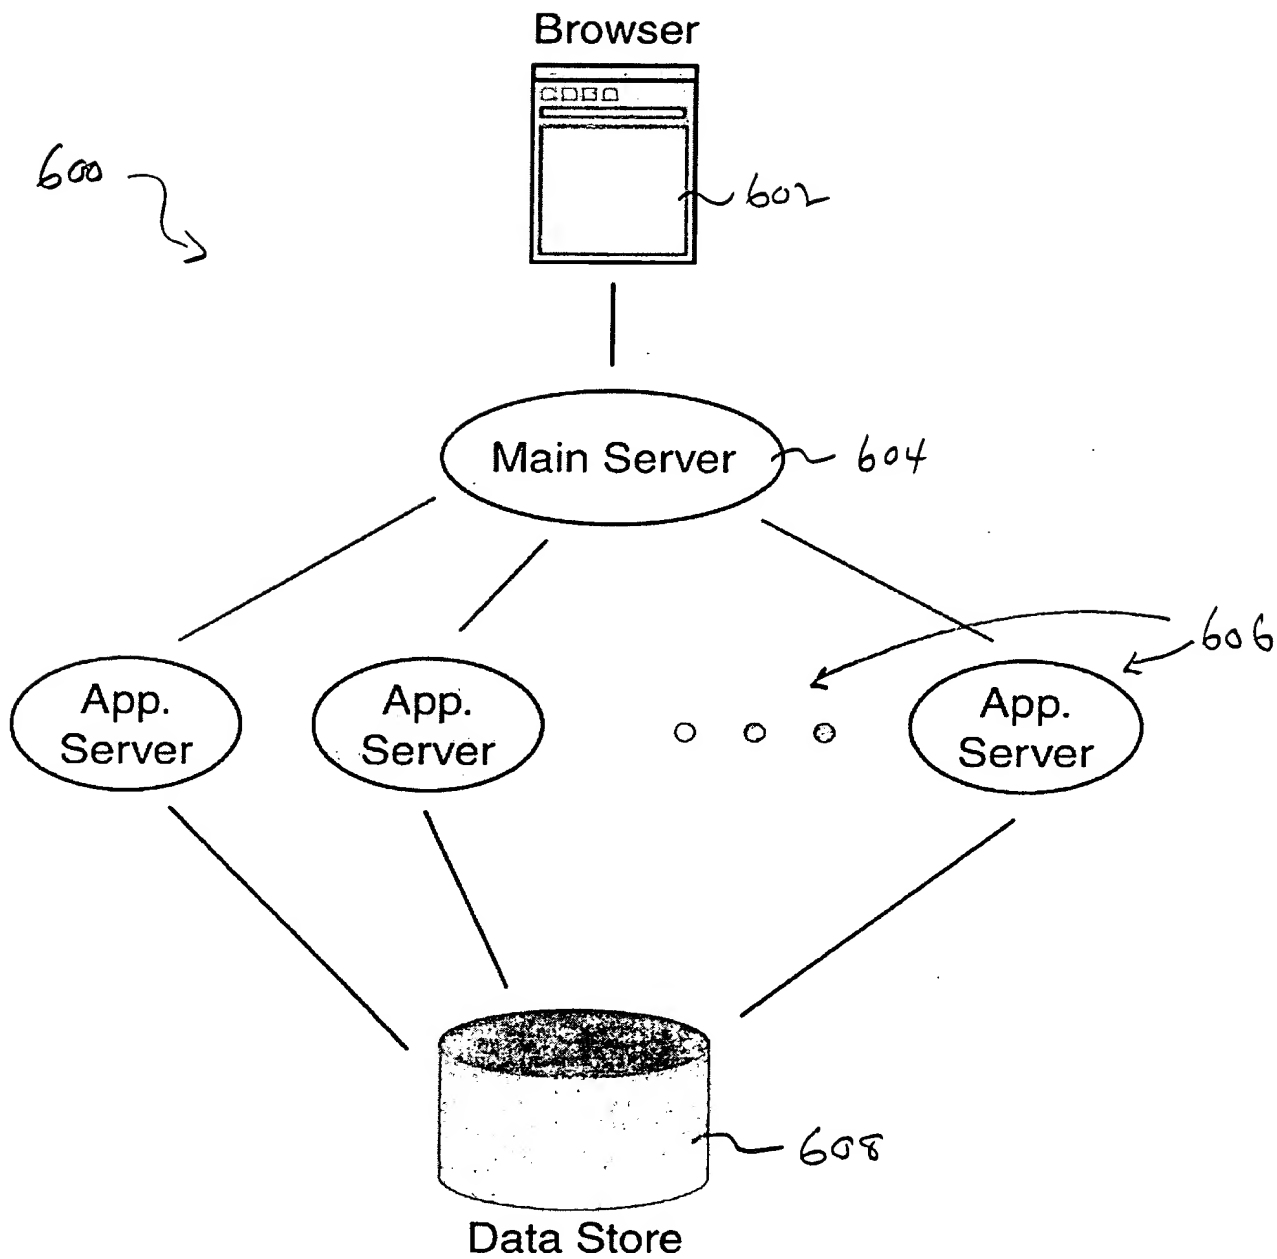 Browser
600
602
Main Server
604
606
App.
Server
App.
Server
App.
Server
608
Data Store